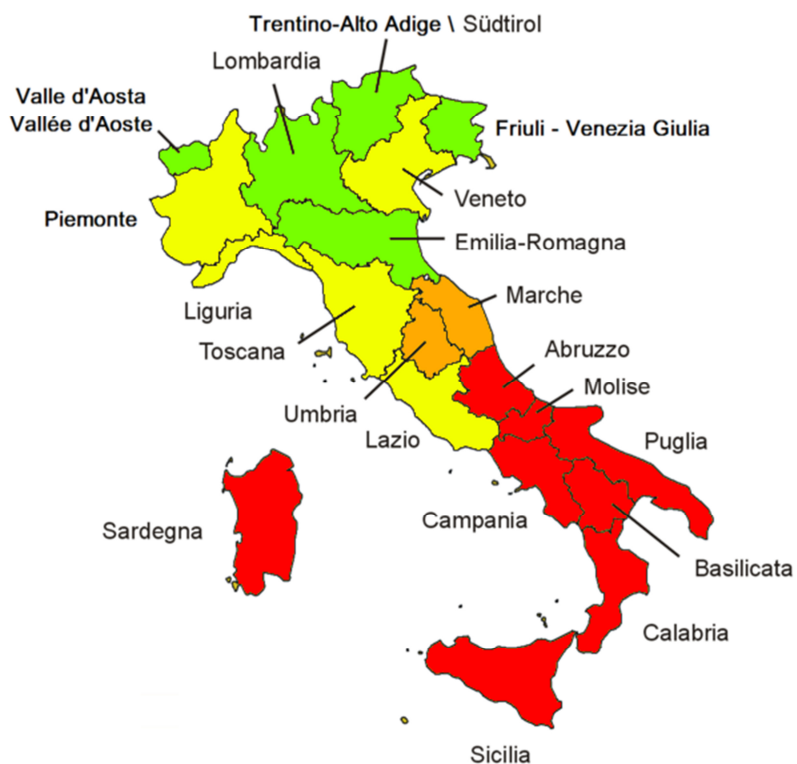 Trentino-Alto Adige \ Südtirol
Lombardia
Valle d'Aosta
Vallée d'Aoste
Friuli - Venezia Giulia
Veneto
Piemonte
Emilia-Romagna
Marche
Liguria
Toscana
Abruzzo
Molise
Umbria
Lazio
Puglia
Campania
Sardegna
Basilicata
Calabria
Sicilia